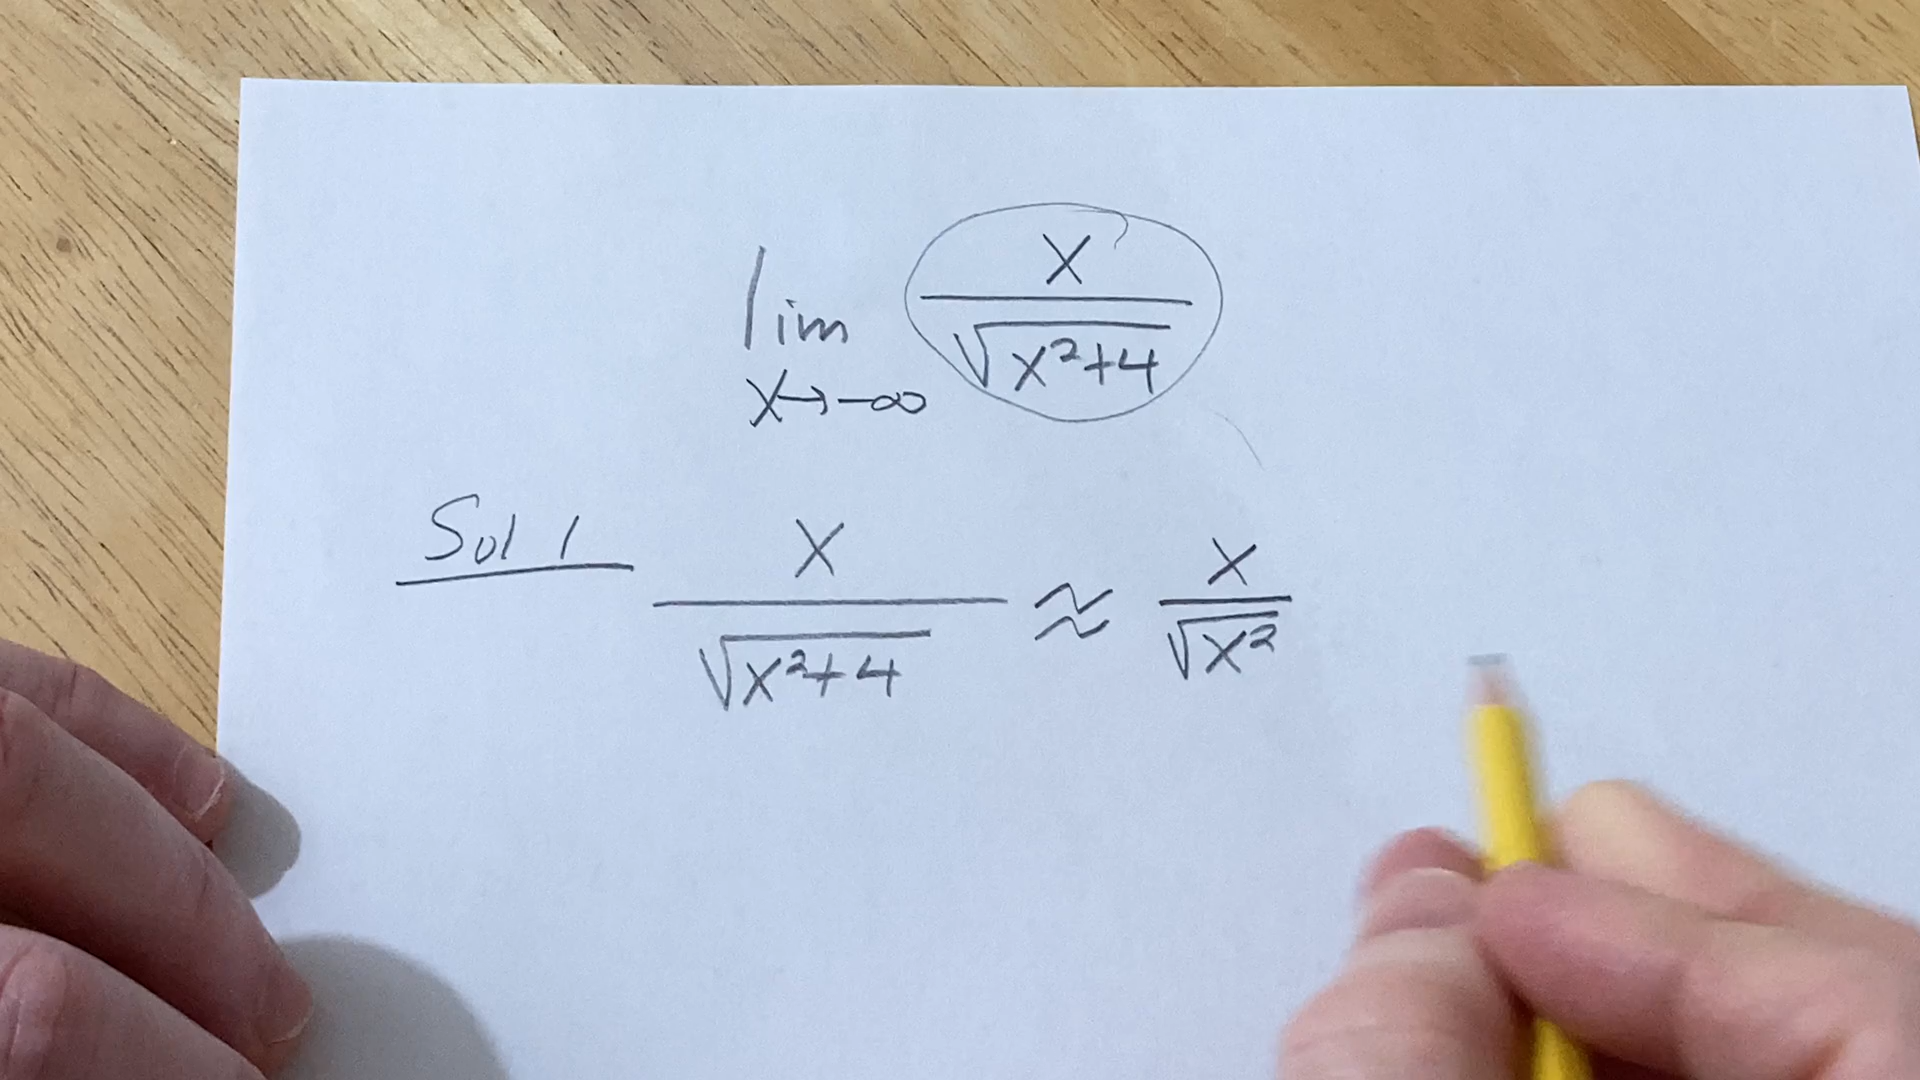 lim x→-∞ x/√(x²+4)
Sol 1 x/√(x²+4) ≈ x/√x²